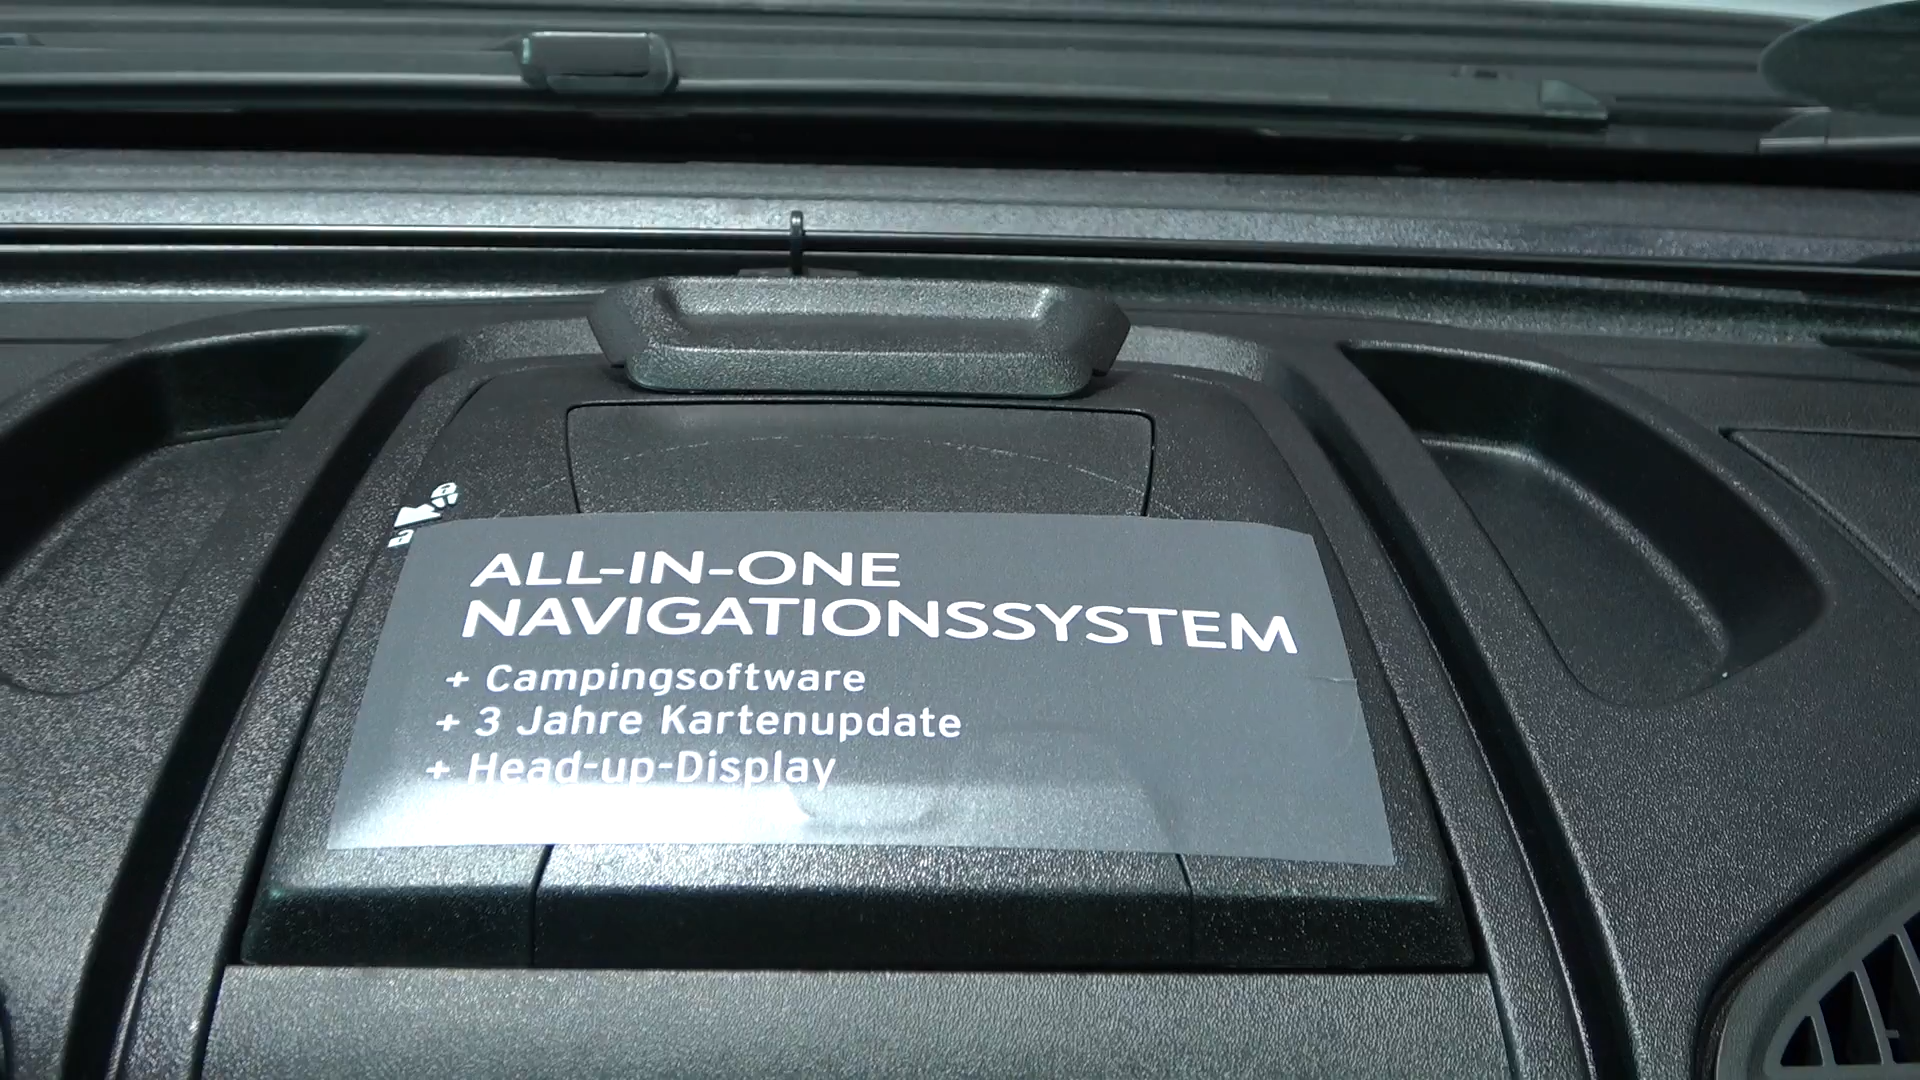 ALL-IN-ONE
NAVIGATIONSSYSTEM
+ Campingsoftware
+ 3 Jahre Kartenupdate
+ Head-up-Display